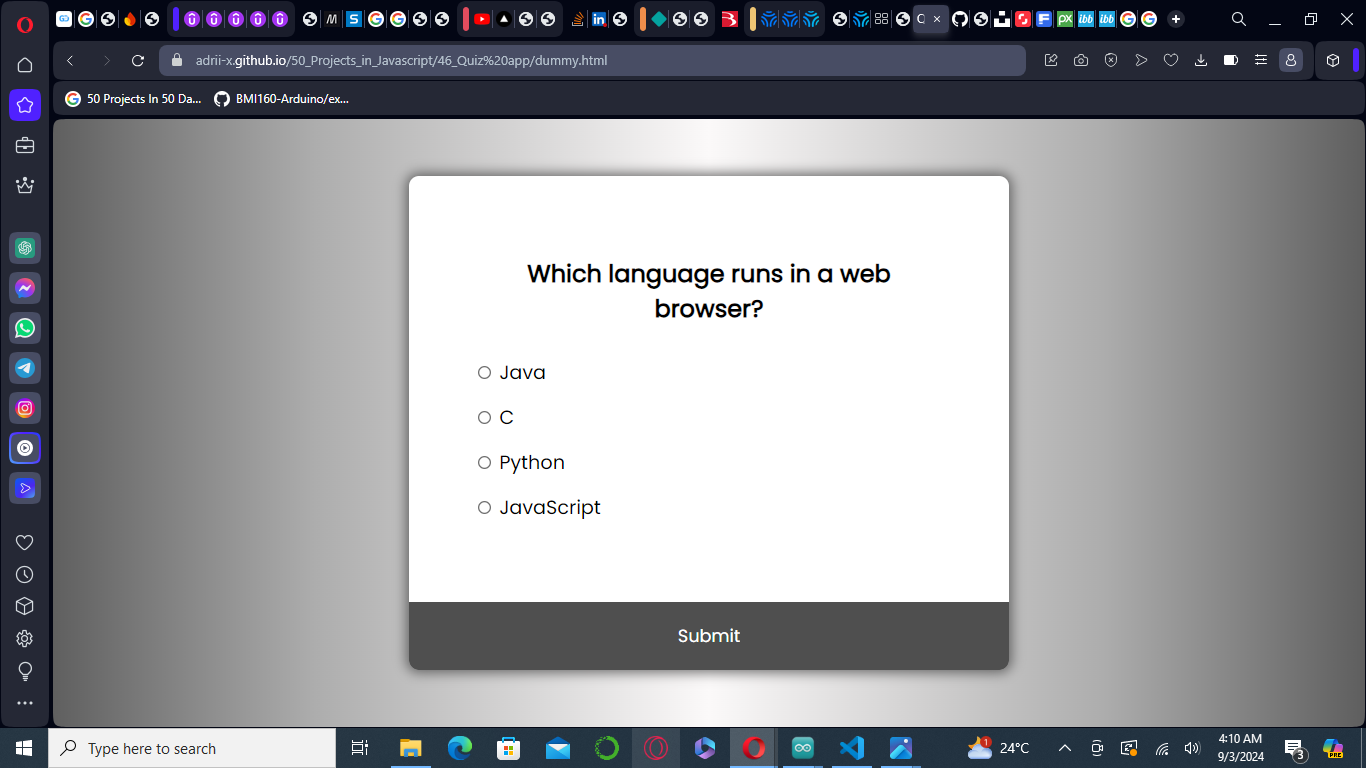 adrii-x.github.io/50_Projects_in_Javascript/46_Quiz%20app/dummy.html
50 Projects In 50 Da...
BMI160-Arduino/ex...
Which language runs in a web
browser?
Java
C
Python
JavaScript
Submit
Type here to search
24°C
4:10 AM
9/3/2024